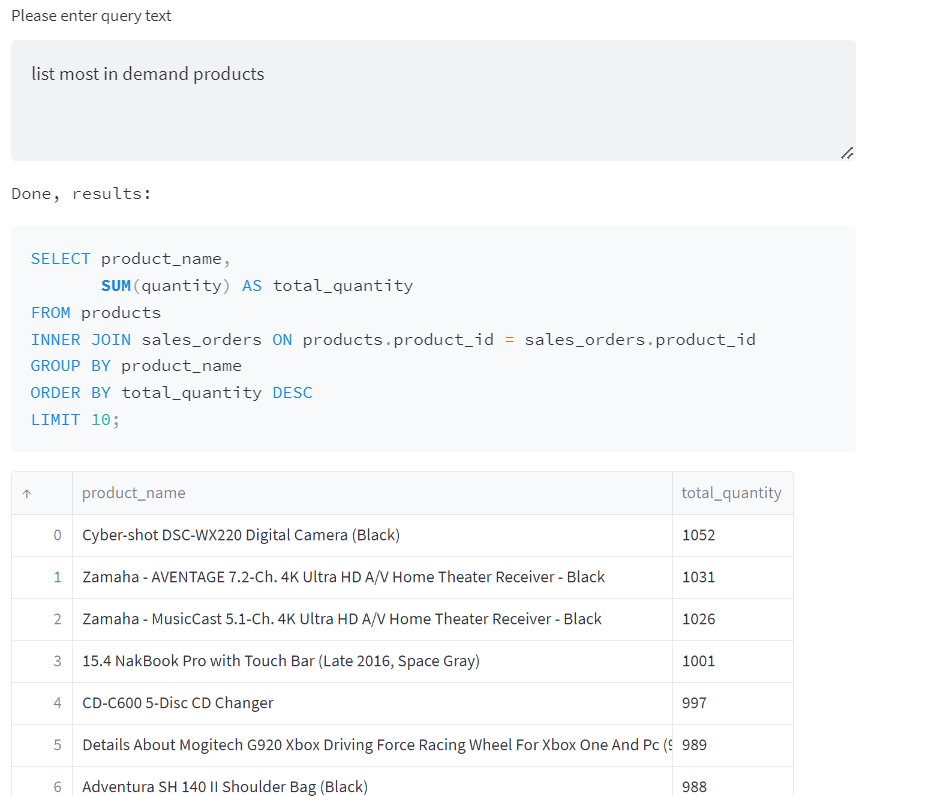 Please enter query text
list most in demand products
Done, results:
SELECT product_name,
       SUM(quantity) AS total_quantity
FROM products
INNER JOIN sales_orders ON products.product_id = sales_orders.product_id
GROUP BY product_name
ORDER BY total_quantity DESC
LIMIT 10;
↑ product_name total_quantity
0 Cyber-shot DSC-WX220 Digital Camera (Black) 1052
1 Zamaha - AVENTAGE 7.2-Ch. 4K Ultra HD A/V Home Theater Receiver - Black 1031
2 Zamaha - MusicCast 5.1-Ch. 4K Ultra HD A/V Home Theater Receiver - Black 1026
3 15.4 NakBook Pro with Touch Bar (Late 2016, Space Gray) 1001
4 CD-C600 5-Disc CD Changer 997
5 Details About Mogitech G920 Xbox Driving Force Racing Wheel For Xbox One And Pc ( 989
6 Adventura SH 140 II Shoulder Bag (Black) 988